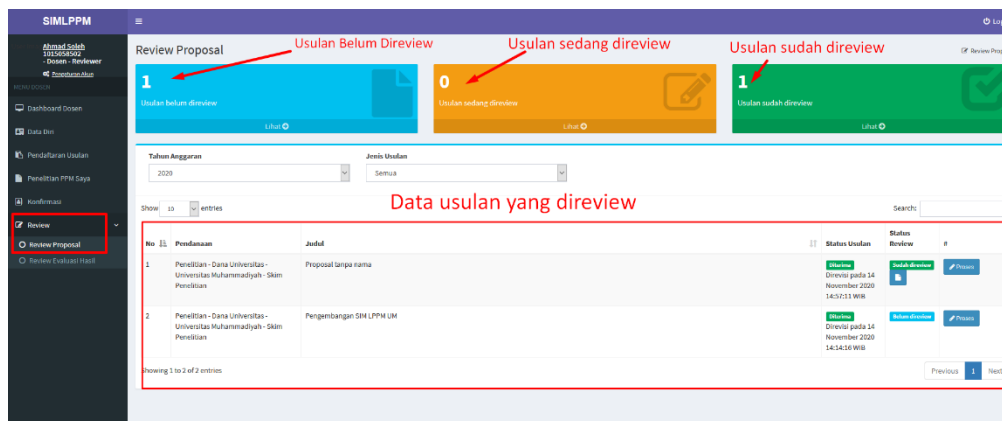 SIMLPPM
Lo
Ahmad Soleh
1015058502
- Dosen - Reviewer
Pengaturan Akun
MENU DOSEN
Dashboard Dosen
Data Diri
Pendaftaran Usulan
Penelitian PPM Saya
Konfirmasi
Review
Review Proposal
Review Evaluasi Hasil
Review Proposal
Review Prop
Usulan Belum Direview
Usulan sedang direview
Usulan sudah direview
1
Usulan belum direview
Lihat
0
Usulan sedang direview
Lihat
1
Usulan sudah direview
Lihat
Tahun Anggaran
2020
Jenis Usulan
Semua
Data usulan yang direview
Show 10 entries
Search:
No Pendanaan Judul Status Usulan Status Review #
1 Penelitian - Dana Universitas -
Universitas Muhammadiyah - Skim
Penelitian
Proposal tanpa nama
Diterima
Direvisi pada 14
November 2020
14:57:11 WIB
Sudah direview
Proses
2 Penelitian - Dana Universitas -
Universitas Muhammadiyah - Skim
Penelitian
Pengembangan SIM LPPM UM
Diterima
Direvisi pada 14
November 2020
14:14:16 WIB
Belum direview
Proses
Showing 1 to 2 of 2 entries
Previous 1 Next